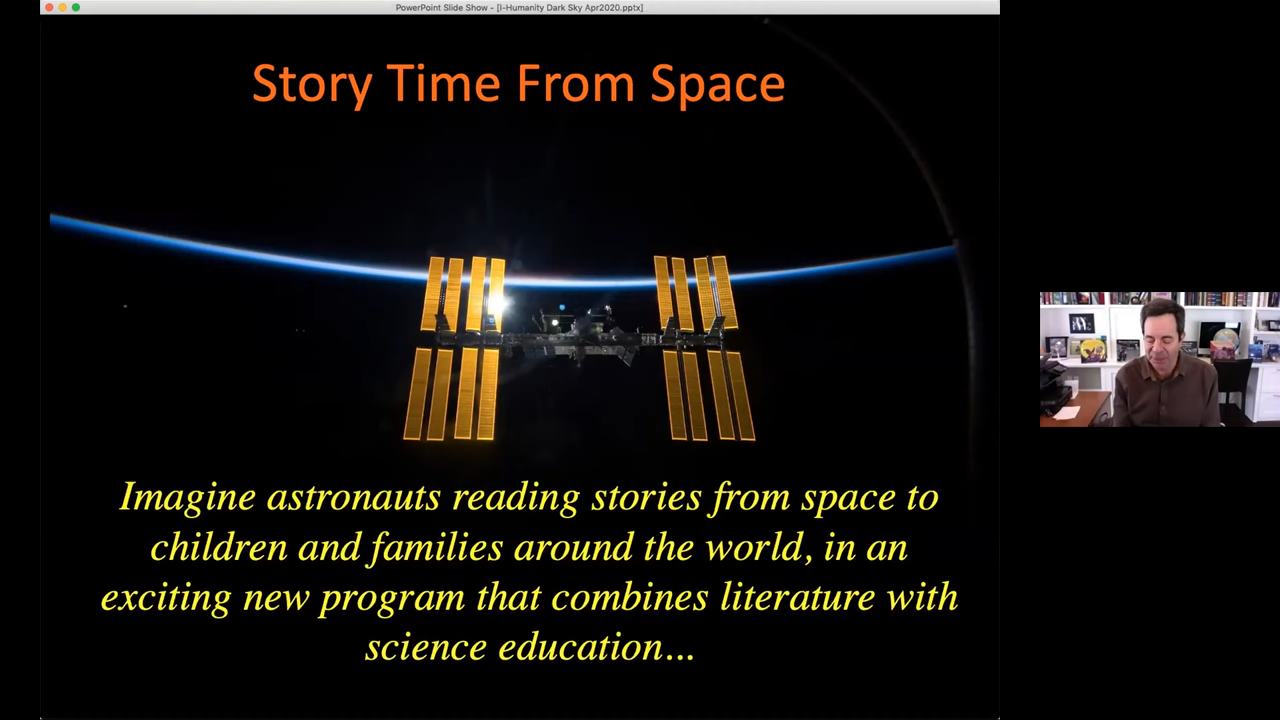 PowerPoint Slide Show - [I-Humanity Dark Sky Apr2020.pptx]
Story Time From Space
Imagine astronauts reading stories from space to
children and families around the world, in an
exciting new program that combines literature with
science education...